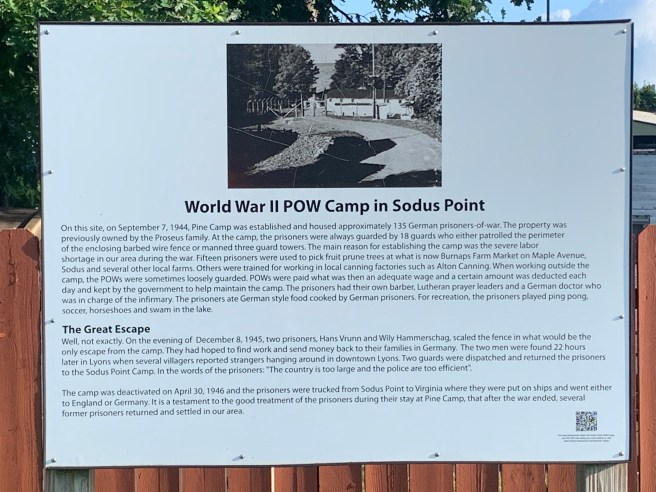 World War II POW Camp in Sodus Point
On this site, on September 7, 1944, Pine Camp was established and housed approximately 135 German prisoners-of-war. The property was
previously owned by the Proseus family. At the camp, the prisoners were always guarded by 18 guards who either patrolled the perimeter
of the enclosing barbed wire fence or manned three guard towers. The main reason for establishing the camp was the severe labor
shortage in our area during the war. Fifteen prisoners were used to pick fruit prune trees at what is now Burnaps Farm Market on Maple Avenue,
Sodus and several other local farms. Others were trained for working in local canning factories such as Alton Canning. When working outside the
camp, the POWs were sometimes loosely guarded. POWs were paid what was then an adequate wage and a certain amount was deducted each
day and kept by the government to help maintain the camp. The prisoners had their own barber, Lutheran prayer leaders and a German doctor who
was in charge of the infirmary. The prisoners ate German style food cooked by German prisoners. For recreation, the prisoners played ping pong,
soccer, horseshoes and swam in the lake.
The Great Escape
Well, not exactly. On the evening of December 8, 1945, two prisoners, Hans Vrunn and Wily Hammerschag, scaled the fence in what would be the
only escape from the camp. They had hoped to find work and send money back to their families in Germany. The two men were found 22 hours
later in Lyons when several villagers reported strangers hanging around in downtown Lyons. Two guards were dispatched and returned the prisoners
to the Sodus Point Camp. In the words of the prisoners: "The country is too large and the police are too efficient".
The camp was deactivated on April 30, 1946 and the prisoners were trucked from Sodus Point to Virginia where they were put on ships and went either
to England or Germany. It is a testament to the good treatment of the prisoners during their stay at Pine Camp, that after the war ended, several
former prisoners returned and settled in our area.